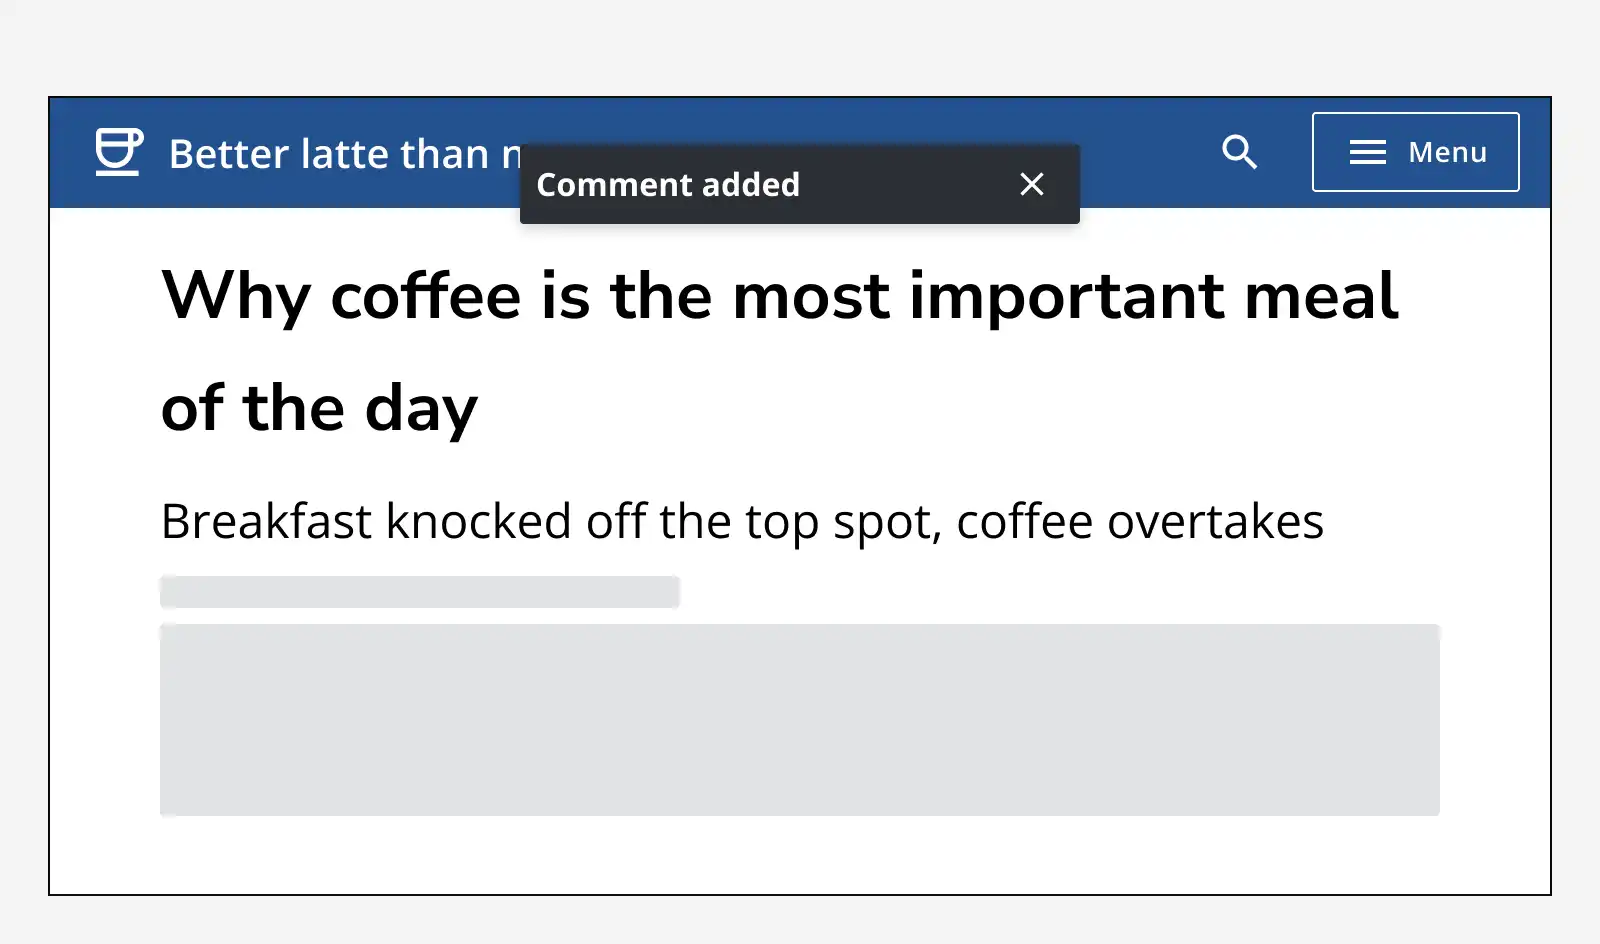 Better latte than
Comment added
Menu
Why coffee is the most important meal
of the day
Breakfast knocked off the top spot, coffee overtakes